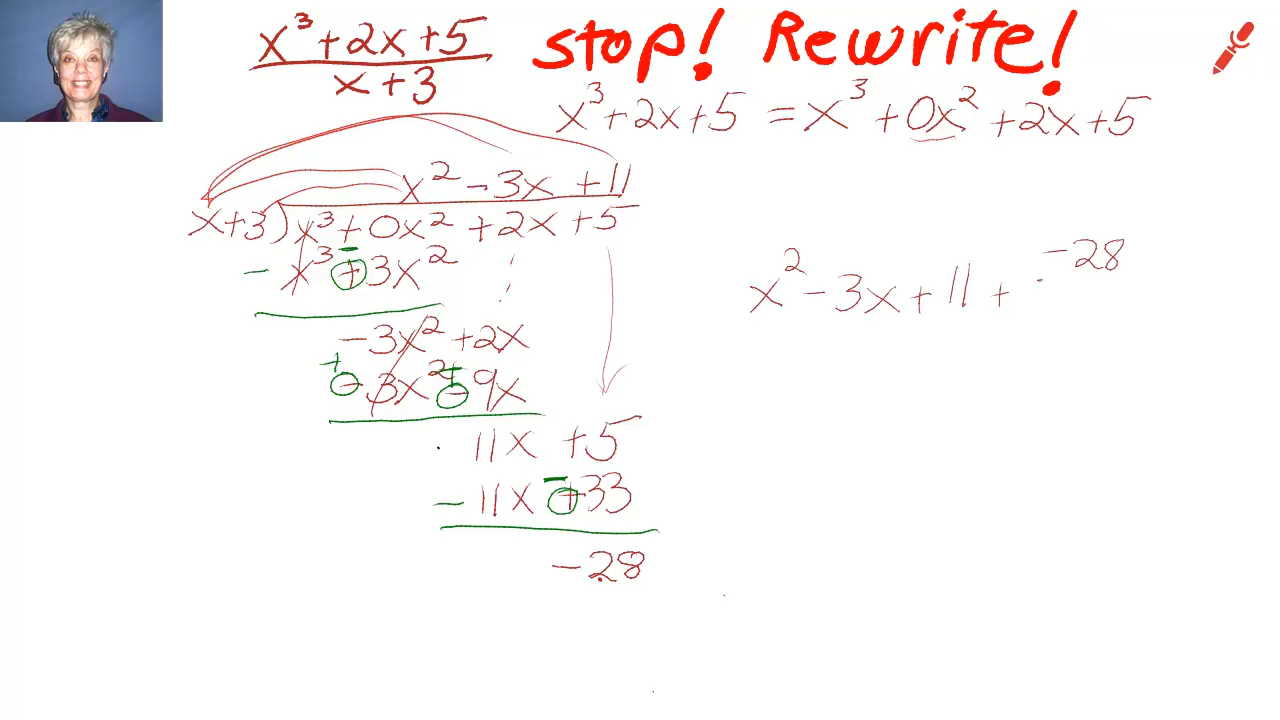 x³ + 2x + 5 stop! Rewrite!
x + 3
x³ + 2x + 5 = x³ + 0x² + 2x + 5
x² - 3x + 11
x + 3 ) x³ + 0x² + 2x + 5
- x³ + 3x²
-
- 3x² + 2x
- 3x² - 9x
+ +
11x + 5
- 11x + 33
-
- 28
x² - 3x + 11 + -28